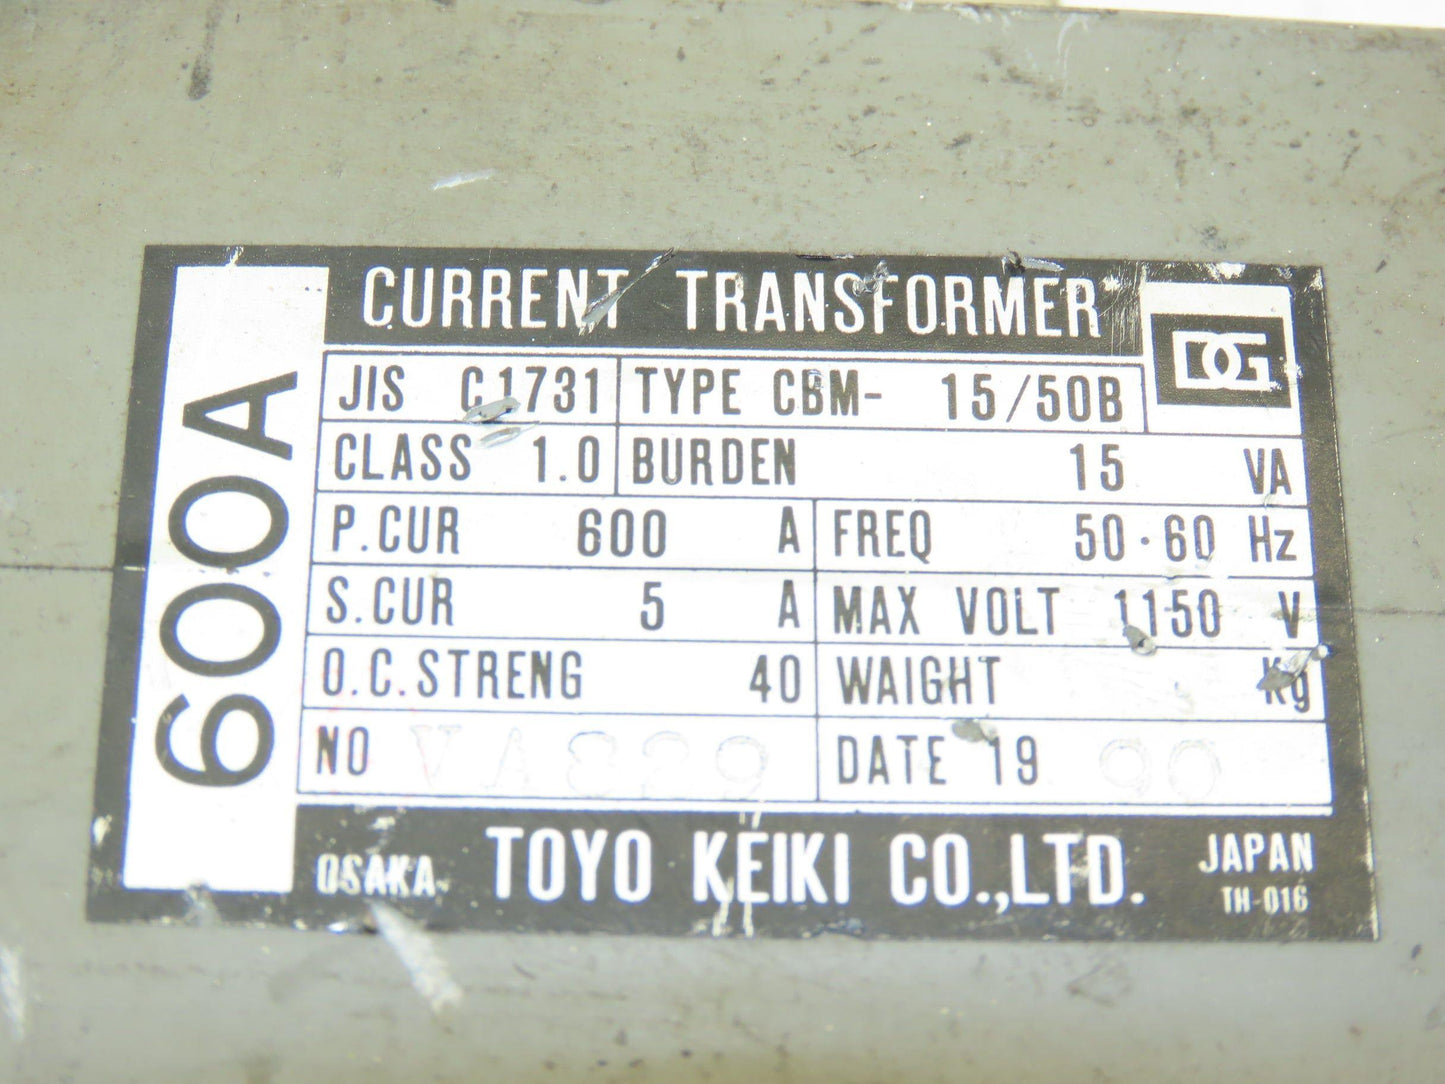 CURRENT TRANSFORMER
DG
600A
JIS C1731 TYPE CBM- 15/50B
CLASS 1.0 BURDEN 15 VA
P.CUR 600 A FREQ 50·60 Hz
S.CUR 5 A MAX VOLT 1150 V
O.C.STRENG 40 WAIGHT Kg
NO DATE 19 90
OSAKA TOYO KEIKI CO.,LTD. JAPAN
TH-016